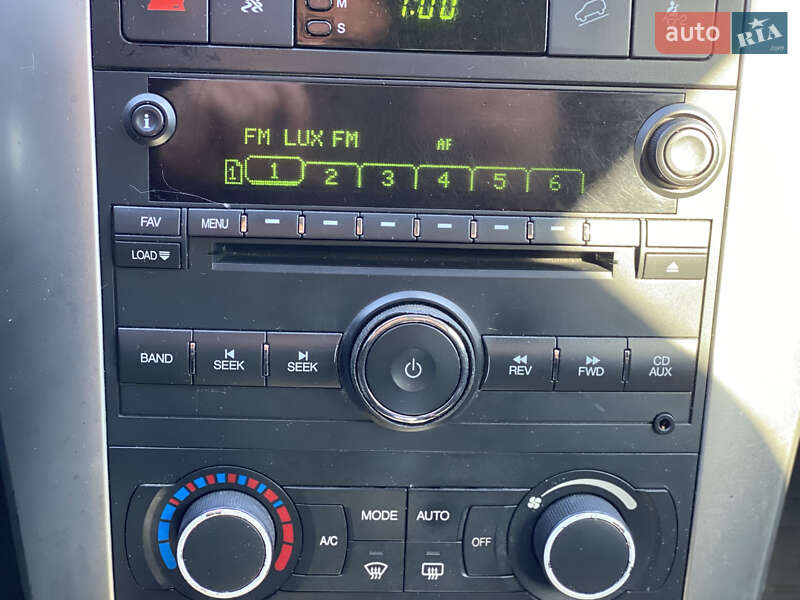 M
S
1:00
auto RIA
i
FM LUX FM
AF
1 1 2 3 4 5 6
FAV MENU
LOAD
BAND SEEK SEEK REV FWD CD AUX
MODE AUTO
A/C OFF